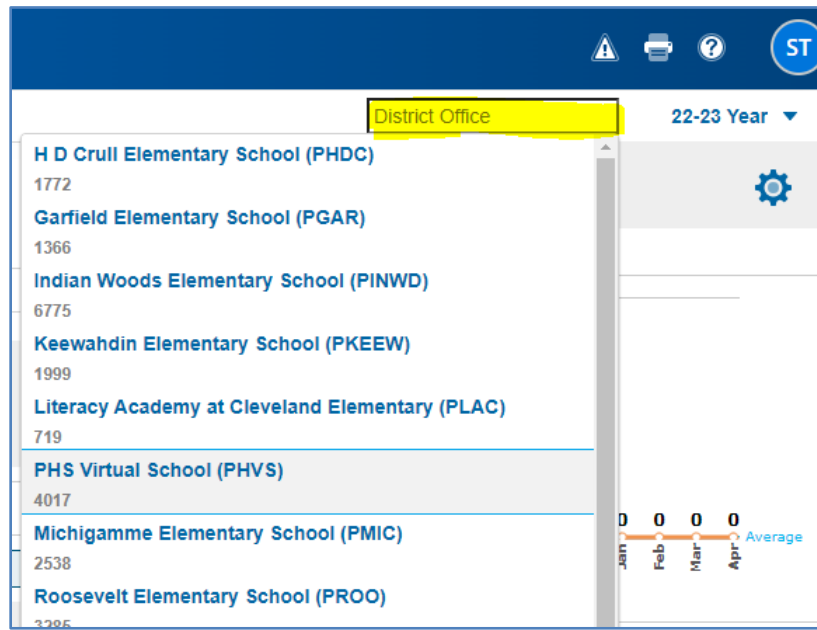 ST
District Office
22-23 Year
H D Crull Elementary School (PHDC)
1772
Garfield Elementary School (PGAR)
1366
Indian Woods Elementary School (PINWD)
6775
Keewahdin Elementary School (PKEEW)
1999
Literacy Academy at Cleveland Elementary (PLAC)
719
PHS Virtual School (PHVS)
4017
Michigamme Elementary School (PMIC)
2538
Roosevelt Elementary School (PROO)
3285
0 0 0 0
Average
Jan Feb Mar Apr